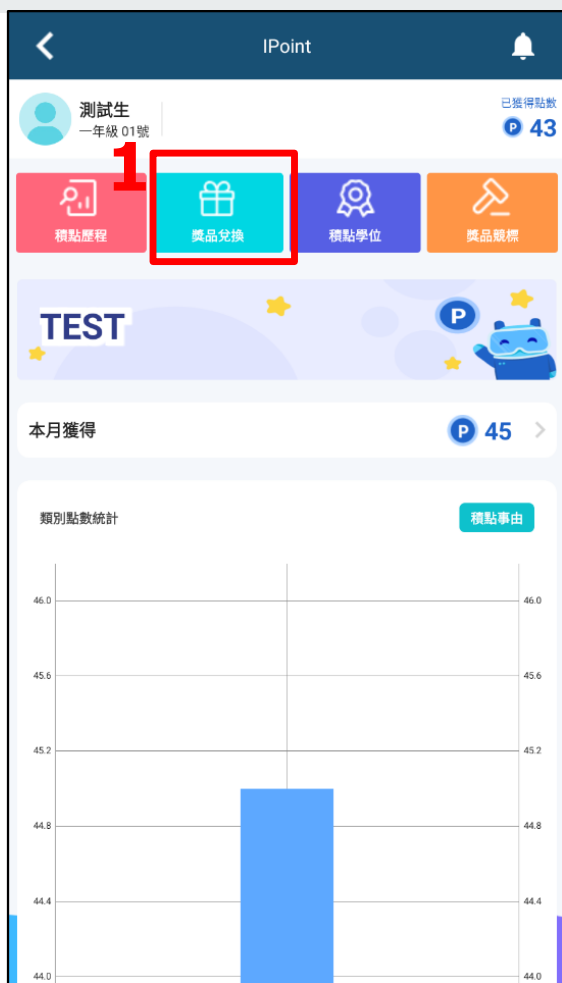 IPoint
測試生
一年級 01號
已獲得點數
P 43
1
積點歷程
獎品兌換
積點學位
獎品競標
TEST
P
本月獲得
P 45
類別點數統計
積點事由
46.0 46.0
45.6 45.6
45.2 45.2
44.8 44.8
44.4 44.4
44.0 44.0